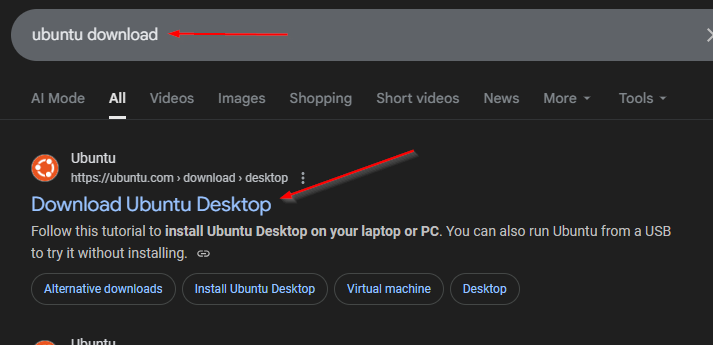 ubuntu download
AI Mode All Videos Images Shopping Short videos News More Tools
Ubuntu
https://ubuntu.com › download › desktop
Download Ubuntu Desktop
Follow this tutorial to install Ubuntu Desktop on your laptop or PC. You can also run Ubuntu from a USB
to try it without installing.
Alternative downloads Install Ubuntu Desktop Virtual machine Desktop
Ubuntu